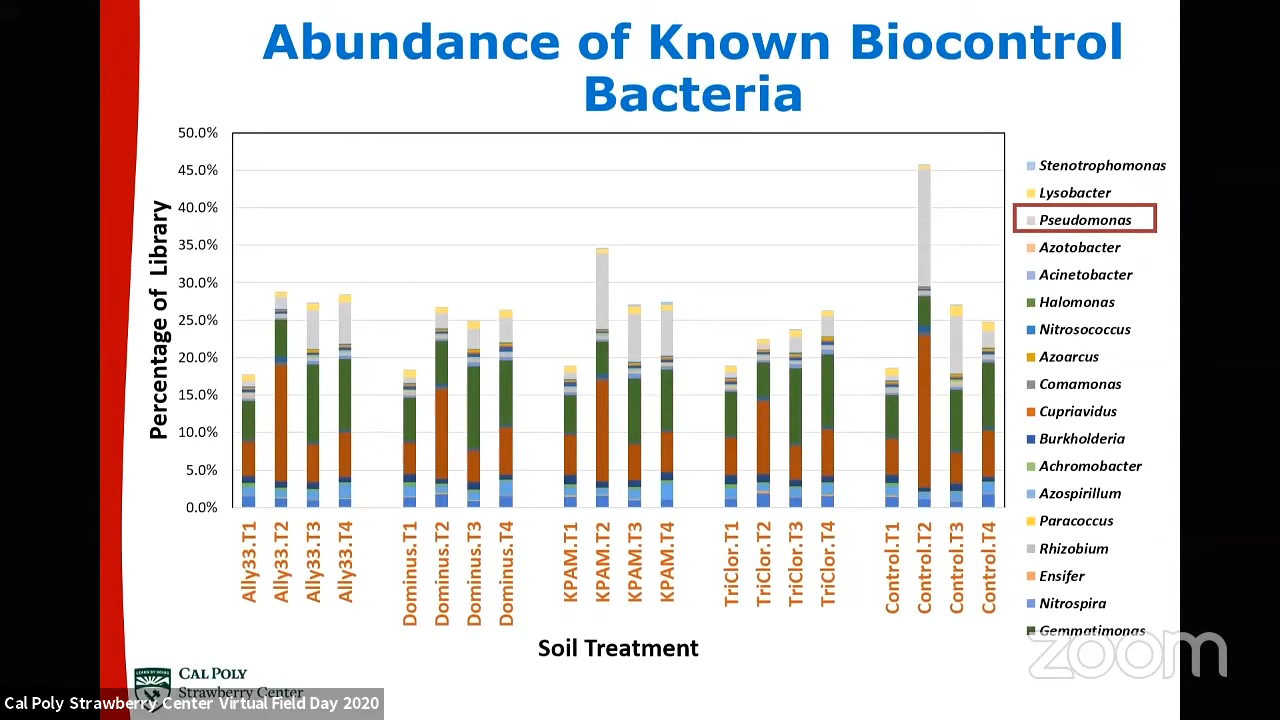 Abundance of Known Biocontrol
Bacteria
Percentage of Library
50.0%
45.0%
40.0%
35.0%
30.0%
25.0%
20.0%
15.0%
10.0%
5.0%
0.0%
Ally33.T1
Ally33.T2
Ally33.T3
Ally33.T4
Dominus.T1
Dominus.T2
Dominus.T3
Dominus.T4
KPAM.T1
KPAM.T2
KPAM.T3
KPAM.T4
TriClor.T1
TriClor.T2
TriClor.T3
TriClor.T4
Control.T1
Control.T2
Control.T3
Control.T4
Soil Treatment
Stenotrophomonas
Lysobacter
Pseudomonas
Azotobacter
Acinetobacter
Halomonas
Nitrosococcus
Azoarcus
Comamonas
Cupriavidus
Burkholderia
Achromobacter
Azospirillum
Paracoccus
Rhizobium
Ensifer
Nitrospira
Gemmatimonas
zoom
CAL POLY
Strawberry Center
Cal Poly Strawberry Center Virtual Field Day 2020